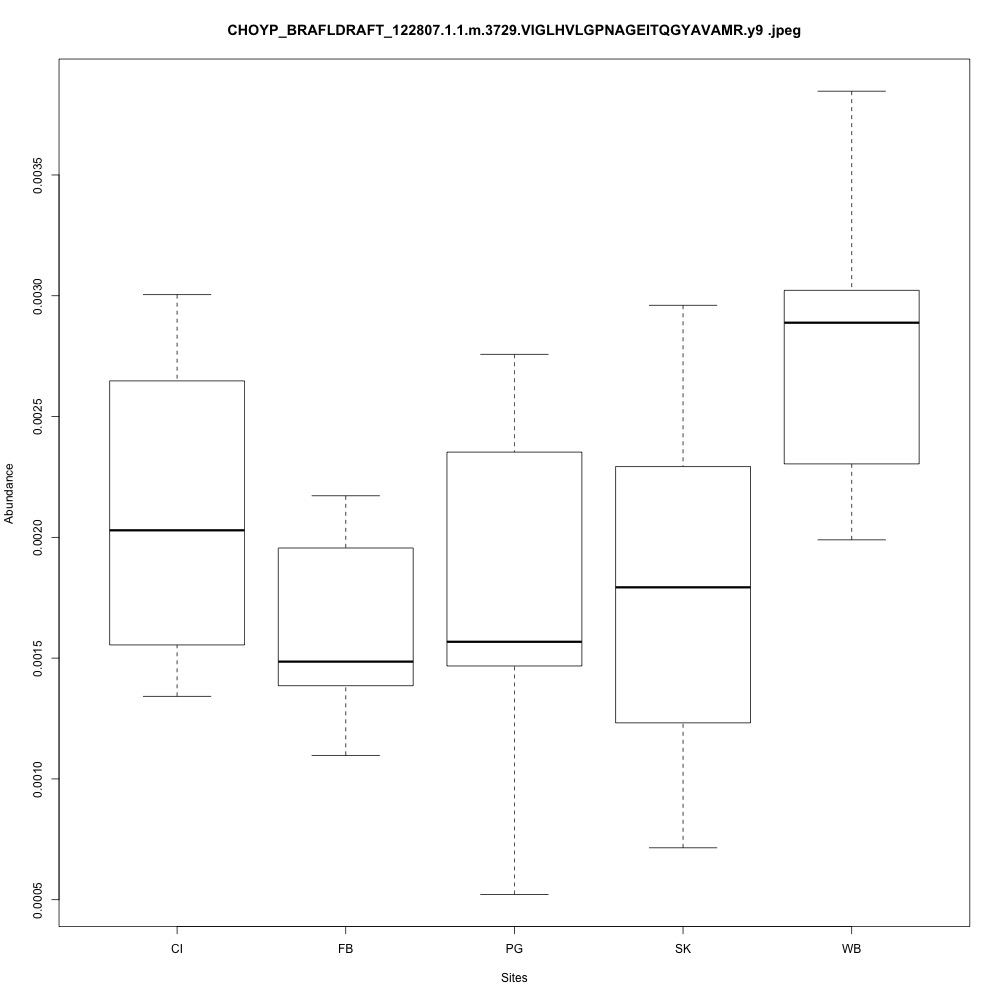 CHOYP_BRAFLDRAFT_122807.1.1.m.3729.VIGLHVLGPNAGEITQGYAVAMR.y9 .jpeg
Abundance
0.0035
0.0030
0.0025
0.0020
0.0015
0.0010
0.0005
CI FB PG SK WB
Sites